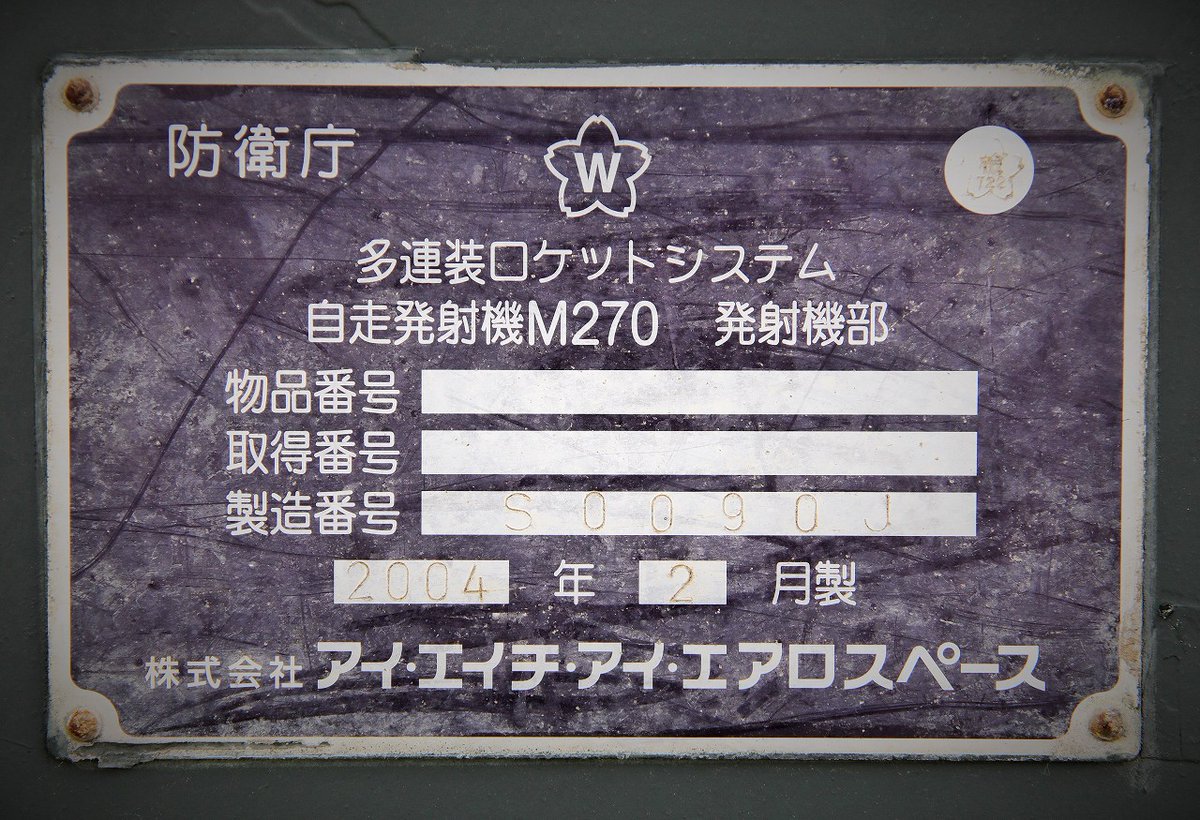 防衛庁
W
多連装ロケットシステム
自走発射機M270 発射機部
物品番号
取得番号
製造番号 S0090J
2004 年 2 月製
株式会社 アイ・エイチ・アイ・エアロスペース